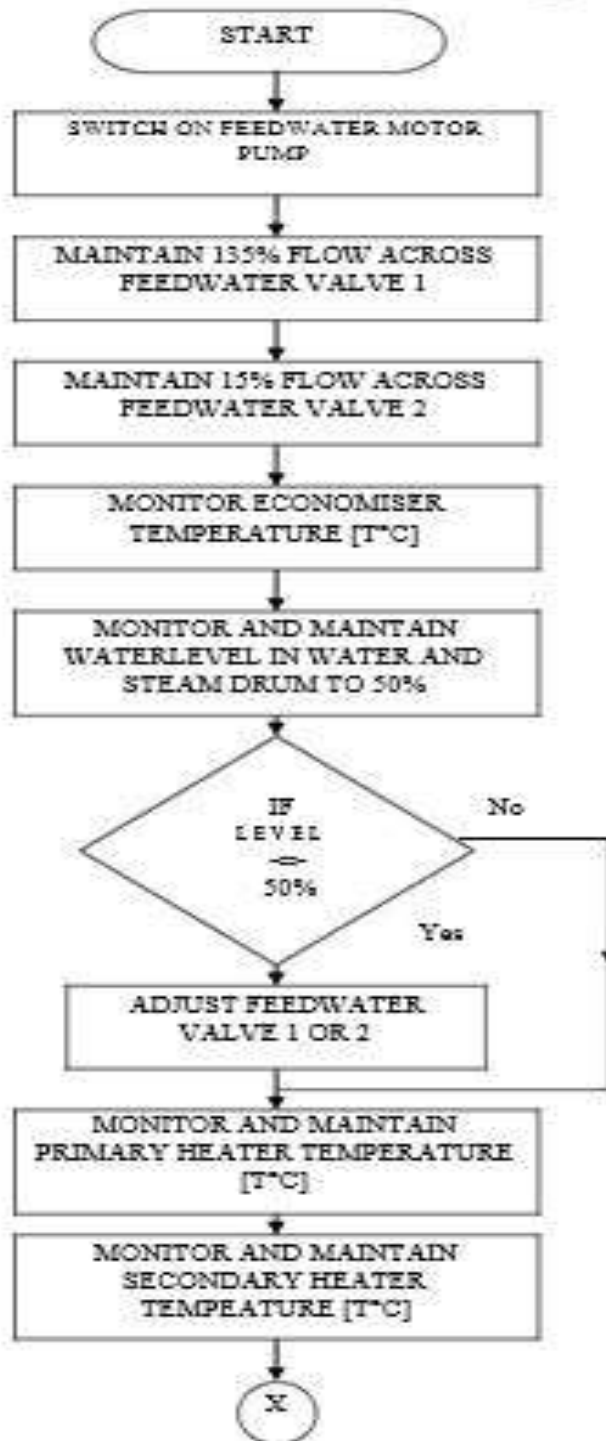 START
SWITCH ON FEEDWATER MOTOR
PUMP
MAINTAIN 135% FLOW ACROSS
FEEDWATER VALVE 1
MAINTAIN 15% FLOW ACROSS
FEEDWATER VALVE 2
MONITOR ECONOMISER
TEMPERATURE [T°C]
MONITOR AND MAINTAIN
WATERLEVEL IN WATER AND
STEAM DRUM TO 50%
IF
LEVEL
<>
50%
No
Yes
ADJUST FEEDWATER
VALVE 1 OR 2
MONITOR AND MAINTAIN
PRIMARY HEATER TEMPERATURE
[T°C]
MONITOR AND MAINTAIN
SECONDARY HEATER
TEMPEATURE [T°C]
X